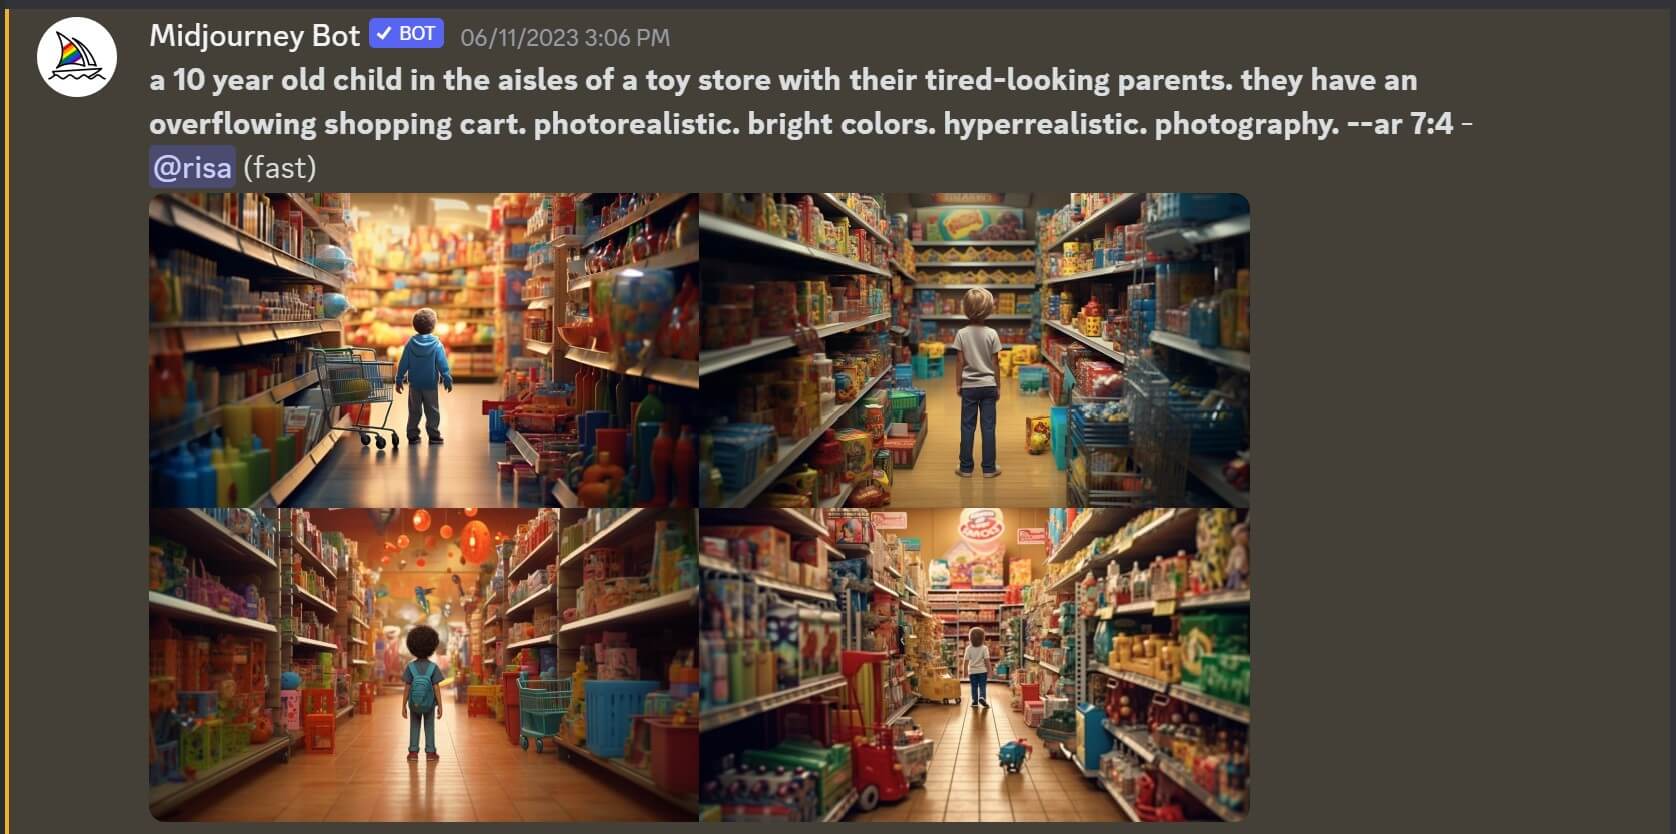 Midjourney Bot ✓ BOT 06/11/2023 3:06 PM
a 10 year old child in the aisles of a toy store with their tired-looking parents. they have an
overflowing shopping cart. photorealistic. bright colors. hyperrealistic. photography. --ar 7:4 -
@risa (fast)